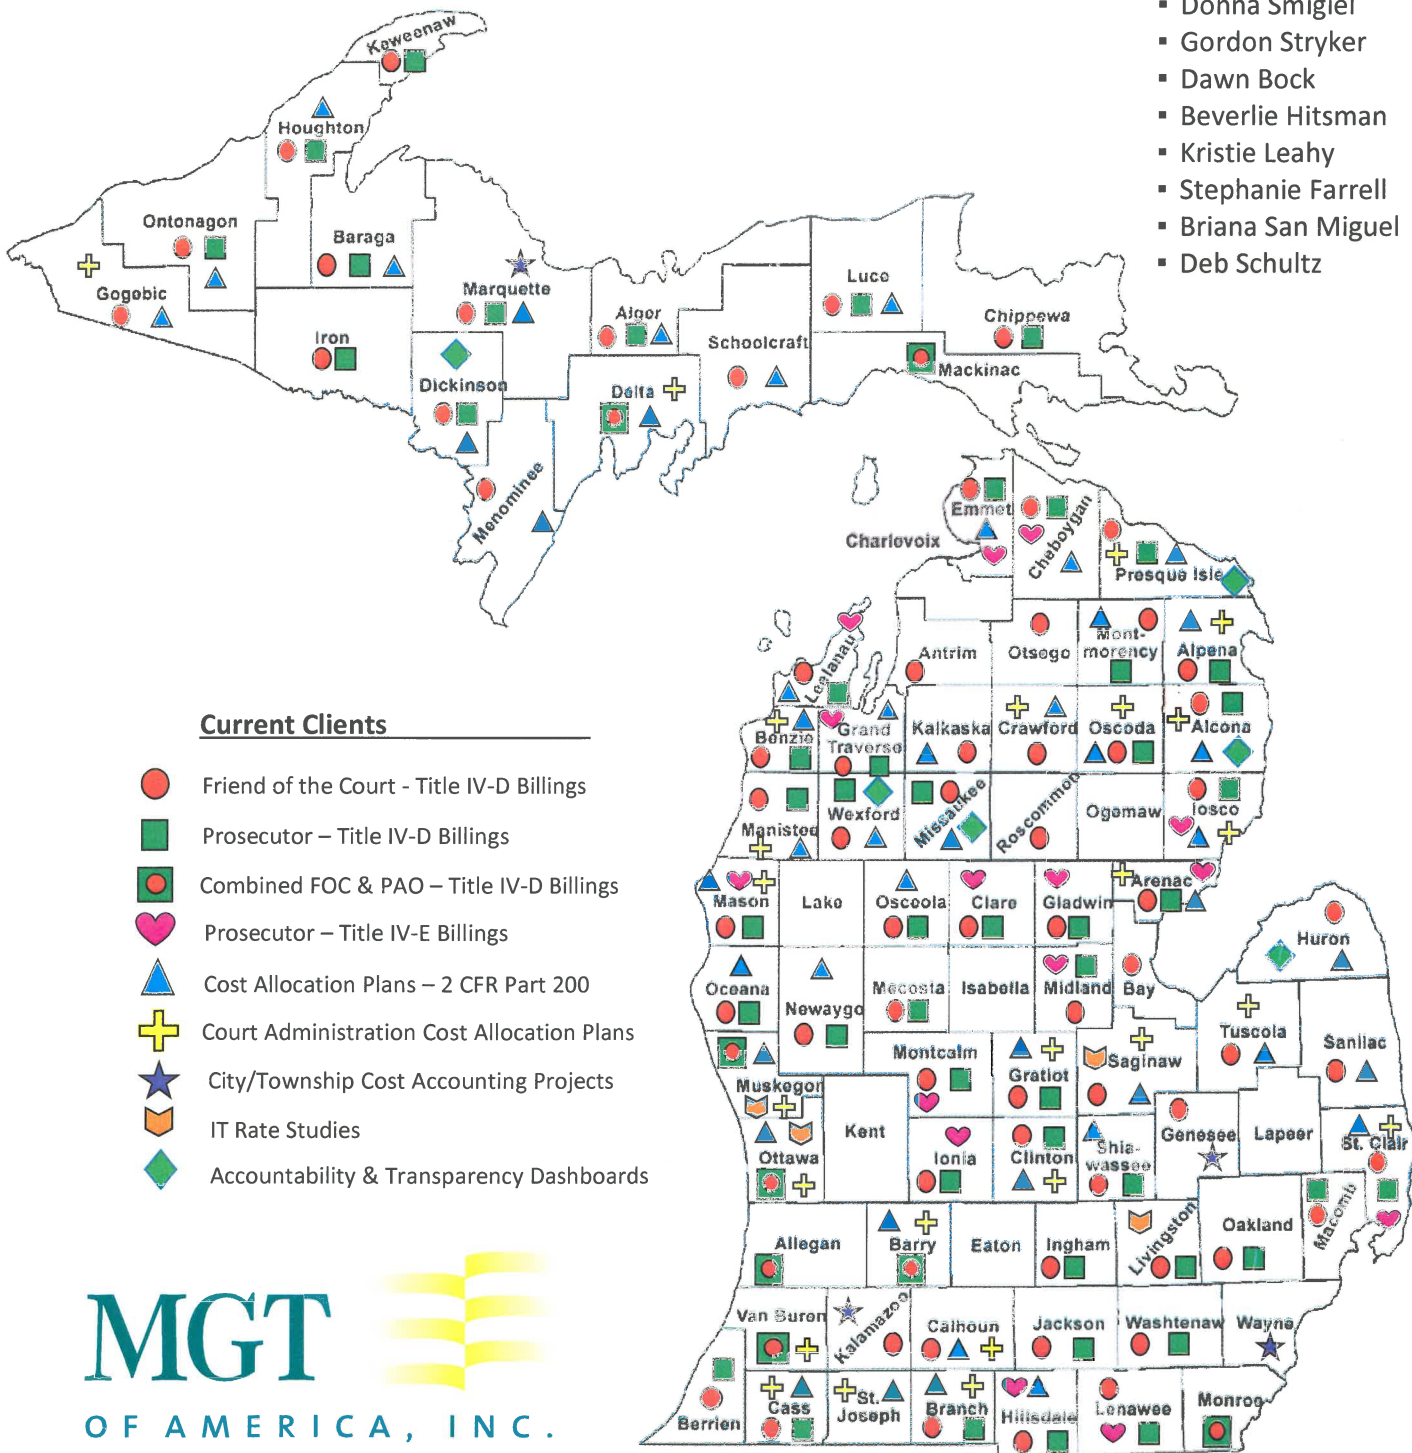 Donna Smigiel
▪ Gordon Stryker
▪ Dawn Bock
▪ Beverlie Hitsman
▪ Kristie Leahy
▪ Stephanie Farrell
▪ Briana San Miguel
▪ Deb Schultz
Keweenaw
Houghton
Ontonagon
Baraga
Gogebic
Marquette
Luce
Alger
Chippewa
Iron
Schoolcraft
Mackinac
Dickinson
Delta
Menominee
Emmet
Cheboygan
Charlevoix
Presque Isle
Leelanau
Antrim
Otsego
Mont-
morency
Alpena
Benzie
Grand
Traverse
Kalkaska
Crawford
Oscoda
Alcona
Manistee
Wexford
Missaukee
Roscommon
Ogemaw
Iosco
Mason
Lake
Osceola
Clare
Gladwin
Arenac
Huron
Oceana
Newaygo
Mecosta
Isabella
Midland
Bay
Tuscola
Sanilac
Muskegon
Montcalm
Gratiot
Saginaw
Kent
Ottawa
Ionia
Clinton
Shia-
wassee
Genesee
Lapeer
St. Clair
Allegan
Barry
Eaton
Ingham
Livingston
Oakland
Macomb
Van Buren
Kalamazoo
Calhoun
Jackson
Washtenaw
Wayne
Berrien
Cass
St.
Joseph
Branch
Hillsdale
Lenawee
Monroe
Current Clients
Friend of the Court - Title IV-D Billings
Prosecutor – Title IV-D Billings
Combined FOC & PAO – Title IV-D Billings
Prosecutor – Title IV-E Billings
Cost Allocation Plans – 2 CFR Part 200
Court Administration Cost Allocation Plans
City/Township Cost Accounting Projects
IT Rate Studies
Accountability & Transparency Dashboards
MGT
OF AMERICA, INC.